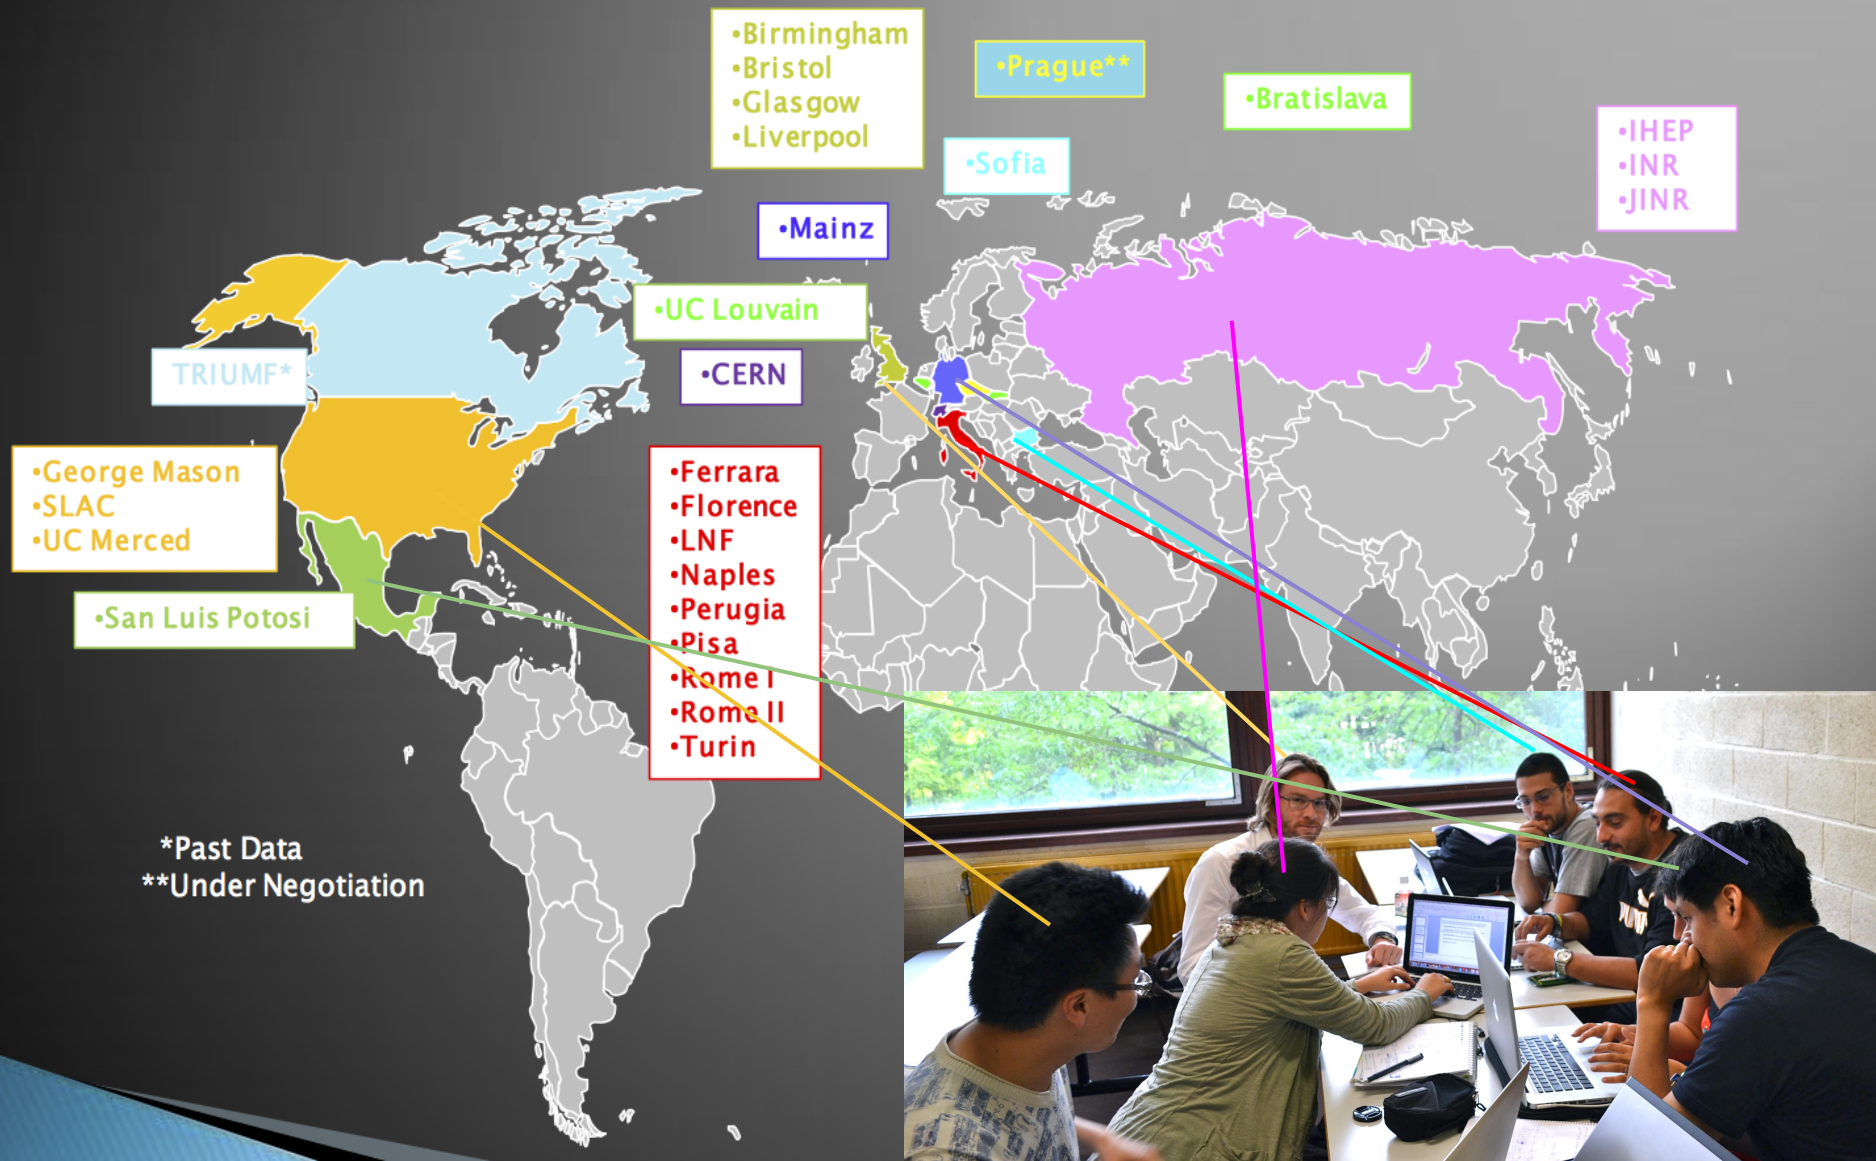 •Birmingham
•Bristol
•Glasgow
•Liverpool
•Prague**
•Bratislava
•IHEP
•INR
•JINR
•Sofia
•Mainz
•UC Louvain
TRIUMF*
•CERN
•George Mason
•SLAC
•UC Merced
•Ferrara
•Florence
•LNF
•Naples
•Perugia
•Pisa
•Rome I
•Rome II
•Turin
•San Luis Potosi
*Past Data
**Under Negotiation